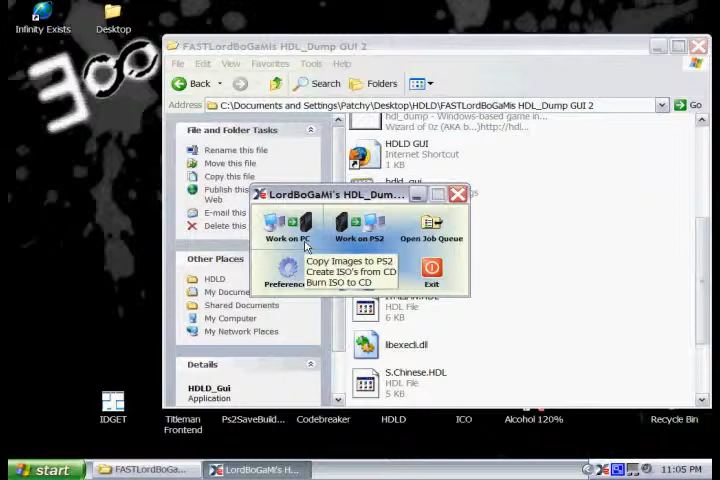 Infinity Exists
Desktop
300
FASTLordBoGaMis HDL_Dump GUI 2
File Edit View Favorites Tools Help
Back Search Folders
Address C:\Documents and Settings\Patchy\Desktop\HDLD\FASTLordBoGaMis HDL_Dump GUI 2 Go
File and Folder Tasks
Rename this file
Move this file
Copy this file
Publish this
Web
E-mail this
Delete this
Other Places
HDLD
My Documents
Shared Documents
My Computer
My Network Places
Details
HDLD_Gui
Application
hdl_dump - Windows-based game in...
Wizard of 0z (AKA b...)http://hdl...
HDLD GUI
Internet Shortcut
1 KB
LordBoGaMi's HDL_Dum...
Work on PC
Work on PS2
Open Job Queue
Preference
Exit
Copy Images to PS2
Create ISO's from CD
Burn ISO to CD
6 KB
libexecli.dll
S.Chinese.HDL
HDL File
5 KB
IDGET
Titleman
Frontend
Ps2SaveBuild...
Codebreaker
HDLD
ICO
Alcohol 120%
Recycle Bin
start
FASTLordBoGa...
LordBoGaMi's H...
11:05 PM